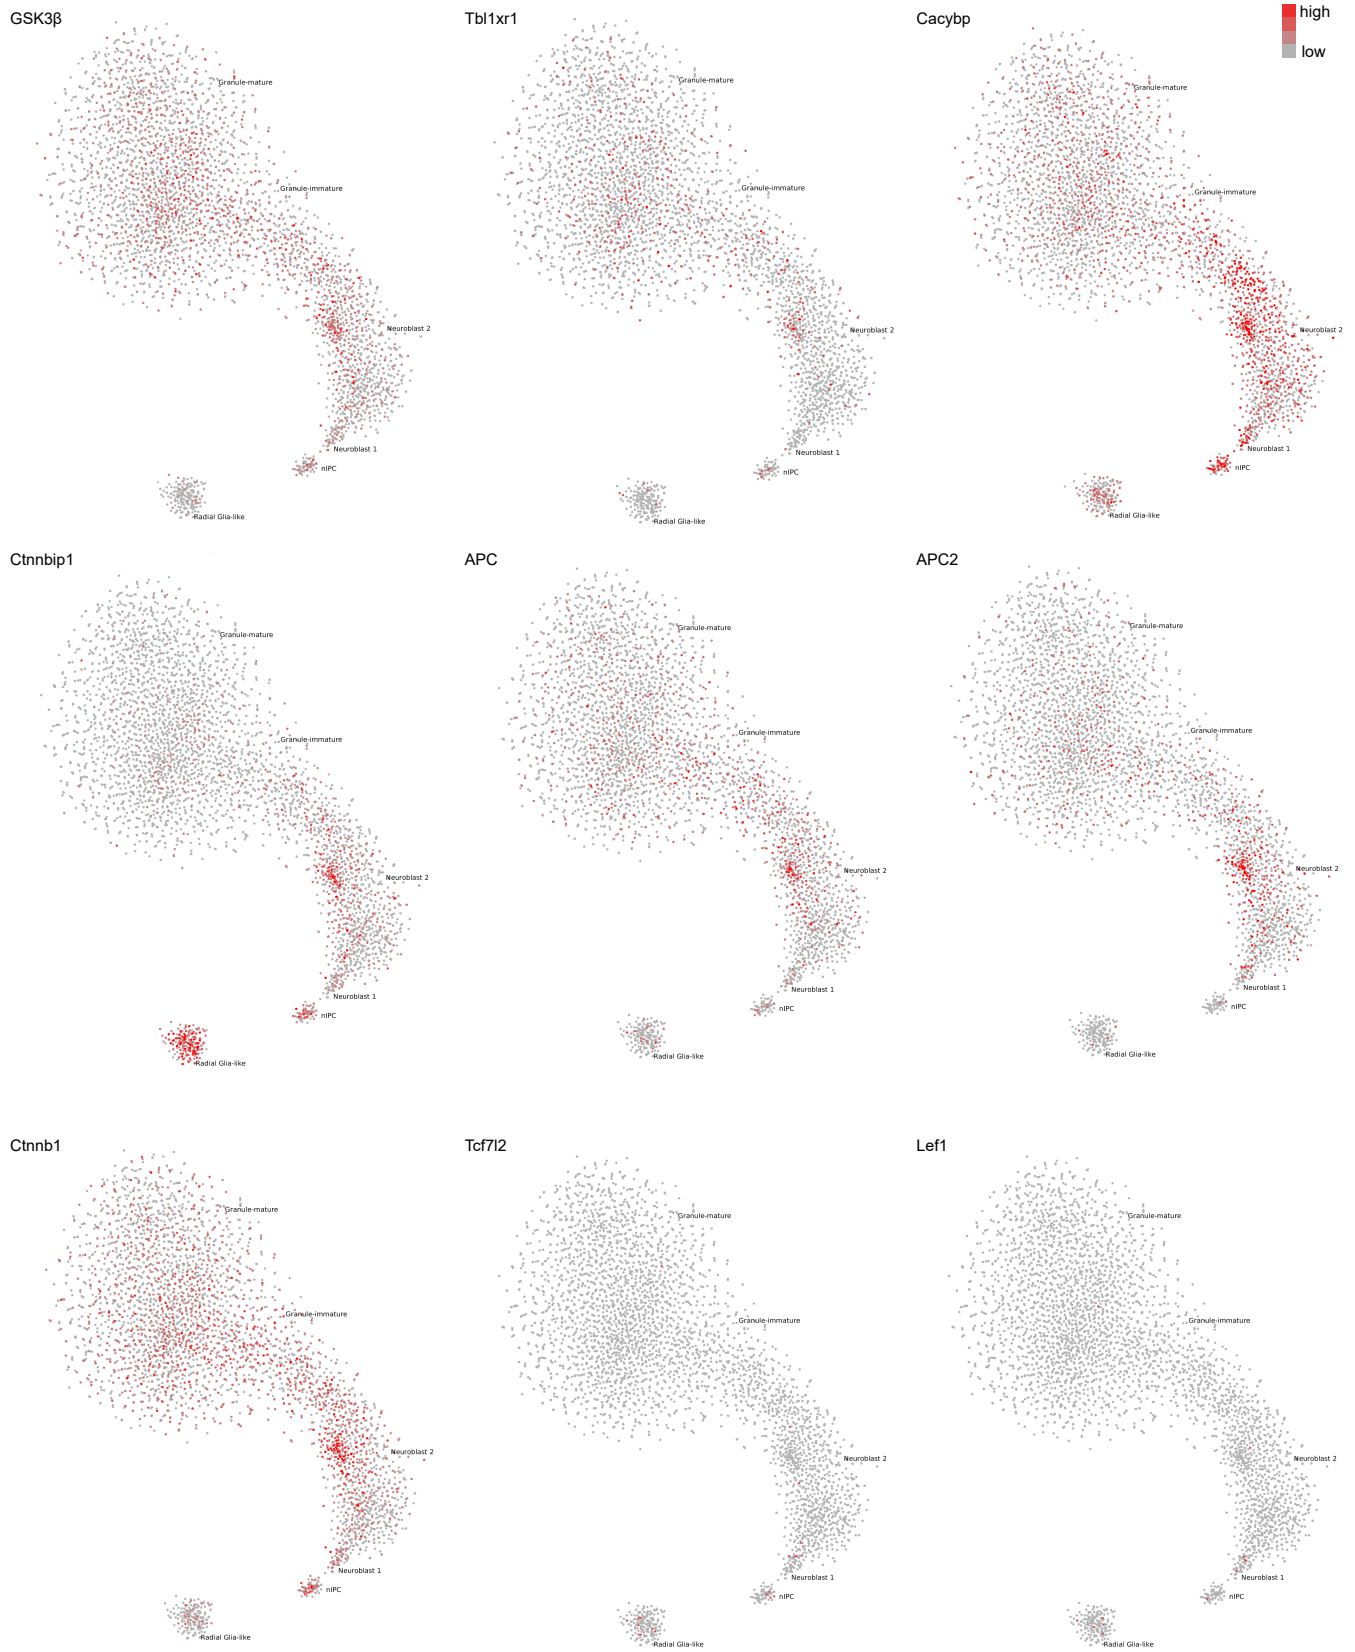 GSK3β
Tbl1xr1
Cacybp
high
low
Granule-mature
Granule-mature
Granule-mature
Granule-immature
Granule-immature
Granule-immature
Neuroblast 2
Neuroblast 2
Neuroblast 2
Neuroblast 1
Neuroblast 1
Neuroblast 1
nIPC
nIPC
nIPC
Radial Glia-like
Radial Glia-like
Radial Glia-like
Ctnnbip1
APC
APC2
Granule-mature
Granule-mature
Granule-mature
Granule-immature
Granule-immature
Granule-immature
Neuroblast 2
Neuroblast 2
Neuroblast 2
Neuroblast 1
Neuroblast 1
Neuroblast 1
nIPC
nIPC
nIPC
Radial Glia-like
Radial Glia-like
Radial Glia-like
Ctnnb1
Tcf7l2
Lef1
Granule-mature
Granule-mature
Granule-mature
Granule-immature
Granule-immature
Granule-immature
Neuroblast 2
Neuroblast 2
Neuroblast 2
Neuroblast 1
Neuroblast 1
Neuroblast 1
nIPC
nIPC
nIPC
Radial Glia-like
Radial Glia-like
Radial Glia-like